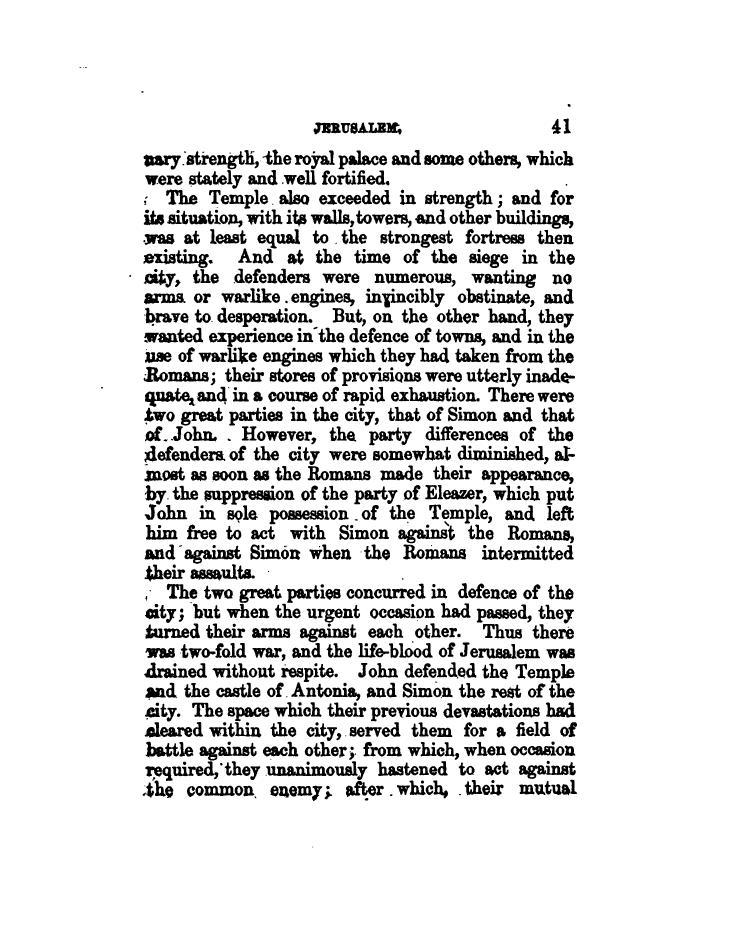 JERUSALEM. 41
nary strength, the royal palace and some others, which
were stately and well fortified.
The Temple also exceeded in strength; and for
its situation, with its walls, towers, and other buildings,
was at least equal to the strongest fortress then
existing. And at the time of the siege in the
city, the defenders were numerous, wanting no
arms or warlike engines, invincibly obstinate, and
brave to desperation. But, on the other hand, they
wanted experience in the defence of towns, and in the
use of warlike engines which they had taken from the
Romans; their stores of provisions were utterly inade-
quate, and in a course of rapid exhaustion. There were
two great parties in the city, that of Simon and that
of John. However, the party differences of the
defenders of the city were somewhat diminished, al-
most as soon as the Romans made their appearance,
by the suppression of the party of Eleazer, which put
John in sole possession of the Temple, and left
him free to act with Simon against the Romans,
and against Simon when the Romans intermitted
their assaults.
The two great parties concurred in defence of the
city; but when the urgent occasion had passed, they
turned their arms against each other. Thus there
was two-fold war, and the life-blood of Jerusalem was
drained without respite. John defended the Temple
and the castle of Antonia, and Simon the rest of the
city. The space which their previous devastations had
cleared within the city, served them for a field of
battle against each other; from which, when occasion
required, they unanimously hastened to act against
the common enemy; after which, their mutual